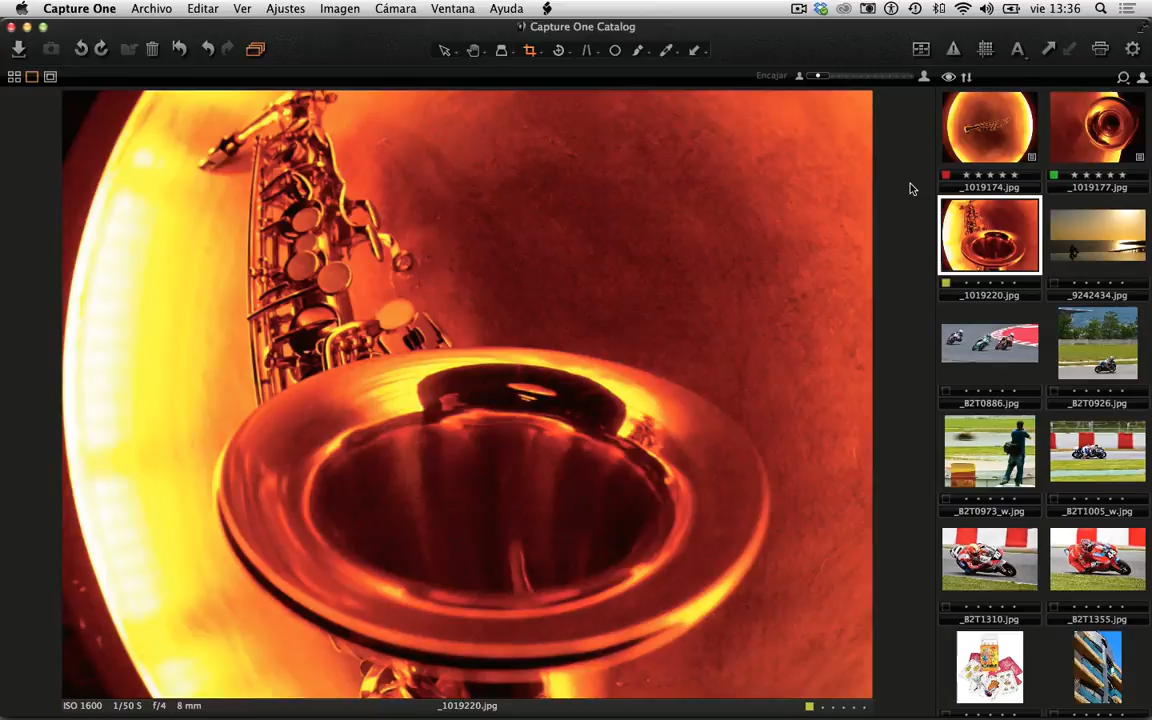 Capture One Archivo Editar Ver Ajustes Imagen Cámara Ventana Ayuda vie 13:36
Capture One Catalog
Encajar
_1019174.jpg _1019177.jpg
_1019220.jpg _9242434.jpg
_B2T0886.jpg _B2T0926.jpg
_B2T0973_w.jpg _B2T1005_w.jpg
_B2T1310.jpg _B2T1355.jpg
ISO 1600 1/50 S f/4 8 mm _1019220.jpg